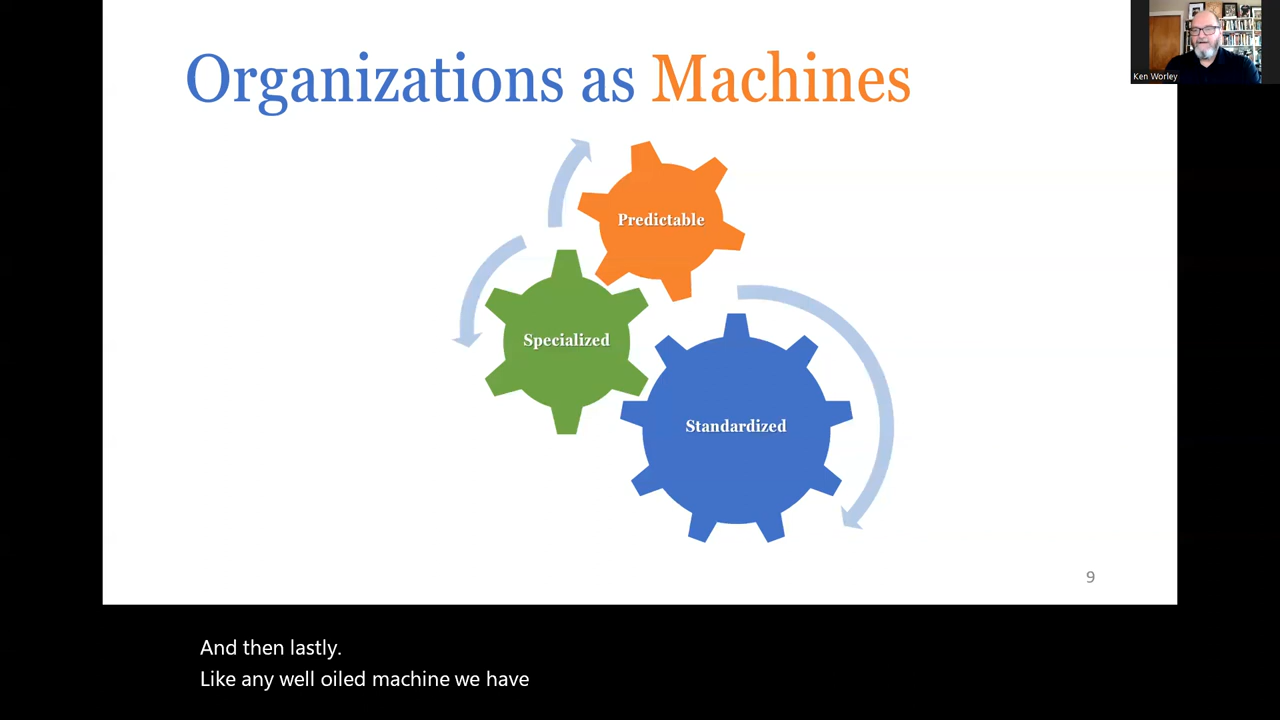 Organizations as Machines
Ken Worley
Predictable
Specialized
Standardized
9
And then lastly.
Like any well oiled machine we have